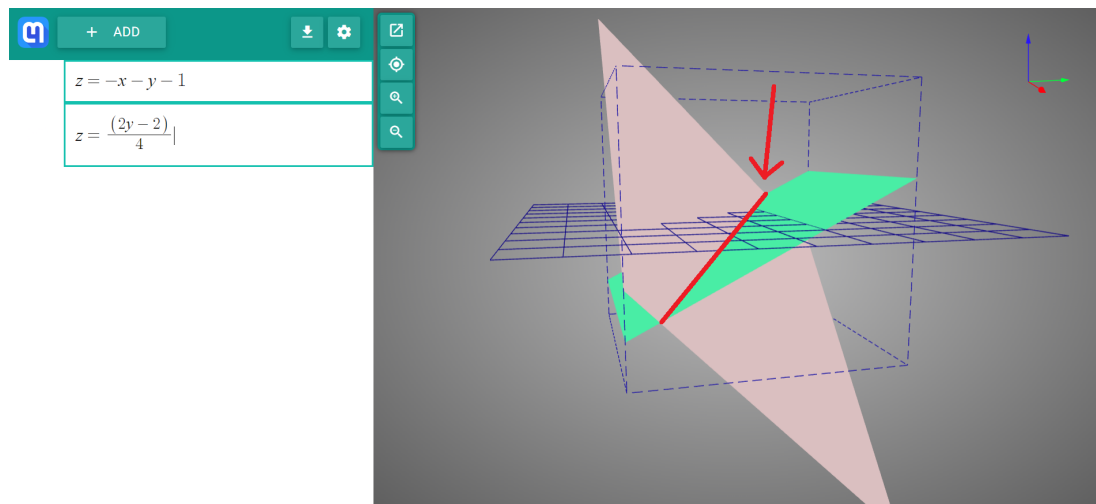 + ADD
z = −x − y − 1
z = (2y − 2)/4